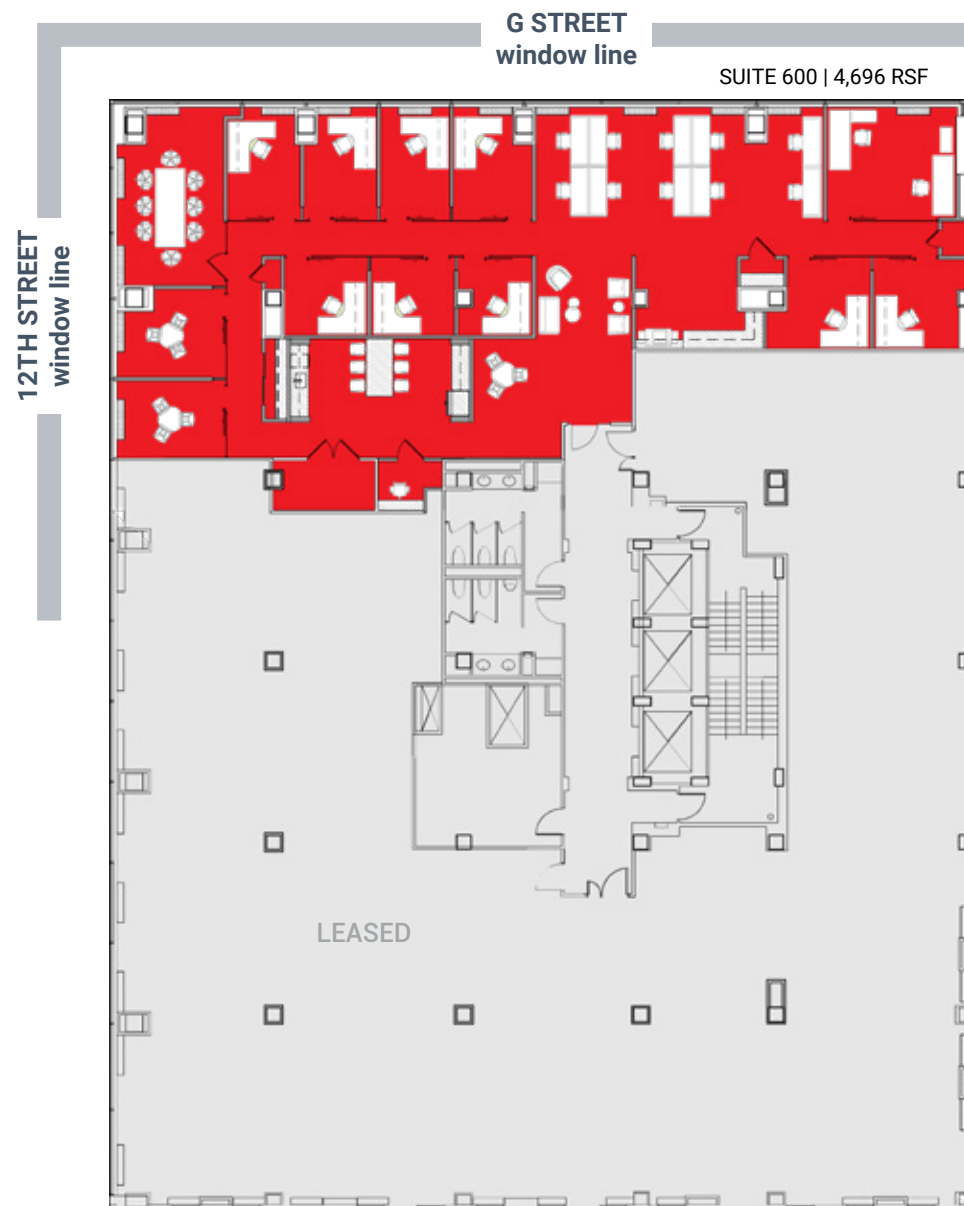 G STREET
window line
SUITE 600 | 4,696 RSF
12TH STREET
window line
LEASED